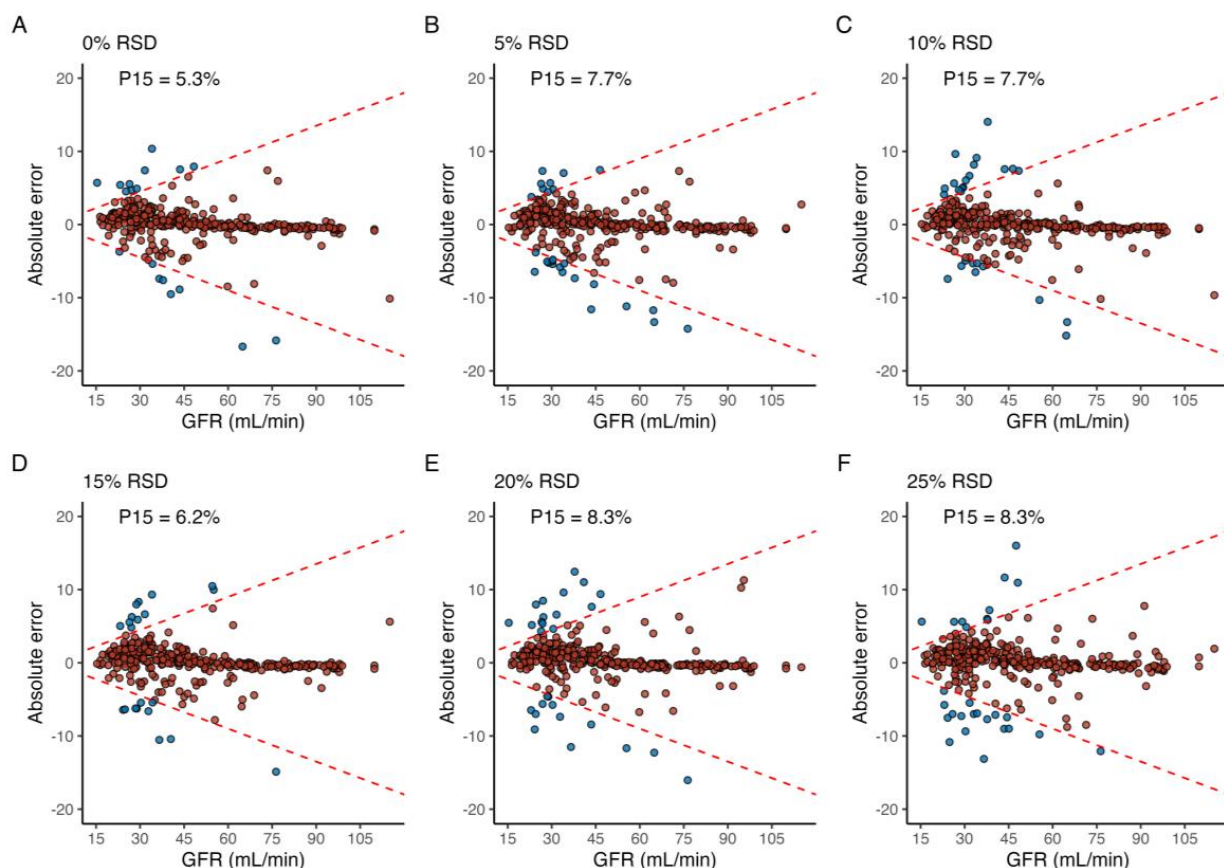 A
0% RSD
P15 = 5.3%
20
10
0
-10
-20
Absolute error
15 30 45 60 75 90 105
GFR (mL/min)
B
5% RSD
P15 = 7.7%
20
10
0
-10
-20
Absolute error
15 30 45 60 75 90 105
GFR (mL/min)
C
10% RSD
P15 = 7.7%
20
10
0
-10
-20
Absolute error
15 30 45 60 75 90 105
GFR (mL/min)
D
15% RSD
P15 = 6.2%
20
10
0
-10
-20
Absolute error
15 30 45 60 75 90 105
GFR (mL/min)
E
20% RSD
P15 = 8.3%
20
10
0
-10
-20
Absolute error
15 30 45 60 75 90 105
GFR (mL/min)
F
25% RSD
P15 = 8.3%
20
10
0
-10
-20
Absolute error
15 30 45 60 75 90 105
GFR (mL/min)